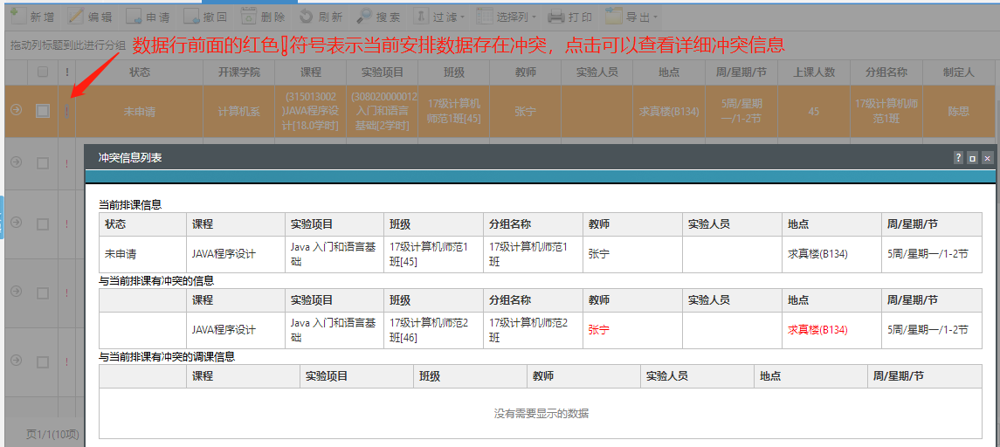 新增 编辑 申请 撤回 删除 刷新 搜索 过滤 选择列 打印 导出
拖动列标题到此进行分组
数据行前面的红色!符号表示当前安排数据存在冲突，点击可以查看详细冲突信息
! 状态 开课学院 课程 实验项目 班级 教师 实验人员 地点 周/星期/节 上课人数 分组名称 制定人
! 未申请 计算机系 (315013002)JAVA程序设计[18.0学时] (308020000012入门和语言基础[2学时] 17级计算机师范1班[45] 张宁 求真楼(B134) 5周/星期一/1-2节 45 17级计算机师范1班 陈思
!
!
!
!
冲突信息列表 ?
当前排课信息
状态 课程 实验项目 班级 分组名称 教师 实验人员 地点 周/星期/节
未申请 JAVA程序设计 Java 入门和语言基础 17级计算机师范1班[45] 17级计算机师范1班 张宁 求真楼(B134) 5周/星期一/1-2节
与当前排课有冲突的信息
课程 实验项目 班级 分组名称 教师 实验人员 地点 周/星期/节
JAVA程序设计 Java 入门和语言基础 17级计算机师范2班[46] 17级计算机师范2班 张宁 求真楼(B134) 5周/星期一/1-2节
与当前排课有冲突的调课信息
课程 实验项目 班级 教师 实验人员 地点 周/星期/节
没有需要显示的数据
页1/1(10项)